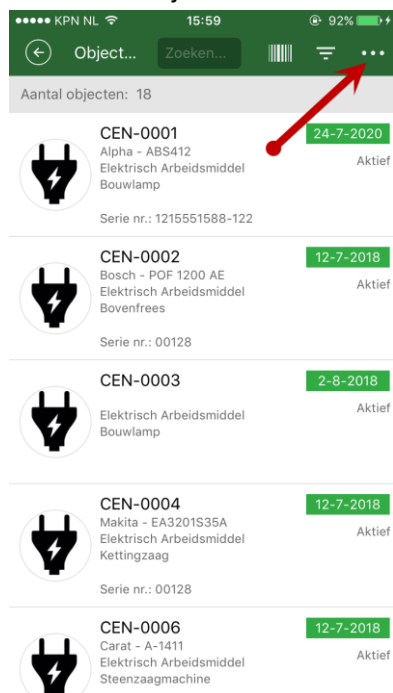 KPN NL 15:59 92%
Object... Zoeken...
Aantal objecten: 18
CEN-0001 24-7-2020
Alpha - ABS412 Aktief
Elektrisch Arbeidsmiddel
Bouwlamp
Serie nr.: 1215551588-122
CEN-0002 12-7-2018
Bosch - POF 1200 AE Aktief
Elektrisch Arbeidsmiddel
Bovenfrees
Serie nr.: 00128
CEN-0003 2-8-2018
Aktief
Elektrisch Arbeidsmiddel
Bouwlamp
CEN-0004 12-7-2018
Makita - EA3201S35A Aktief
Elektrisch Arbeidsmiddel
Kettingzaag
Serie nr.: 00128
CEN-0006 12-7-2018
Carat - A-1411 Aktief
Elektrisch Arbeidsmiddel
Steenzaagmachine